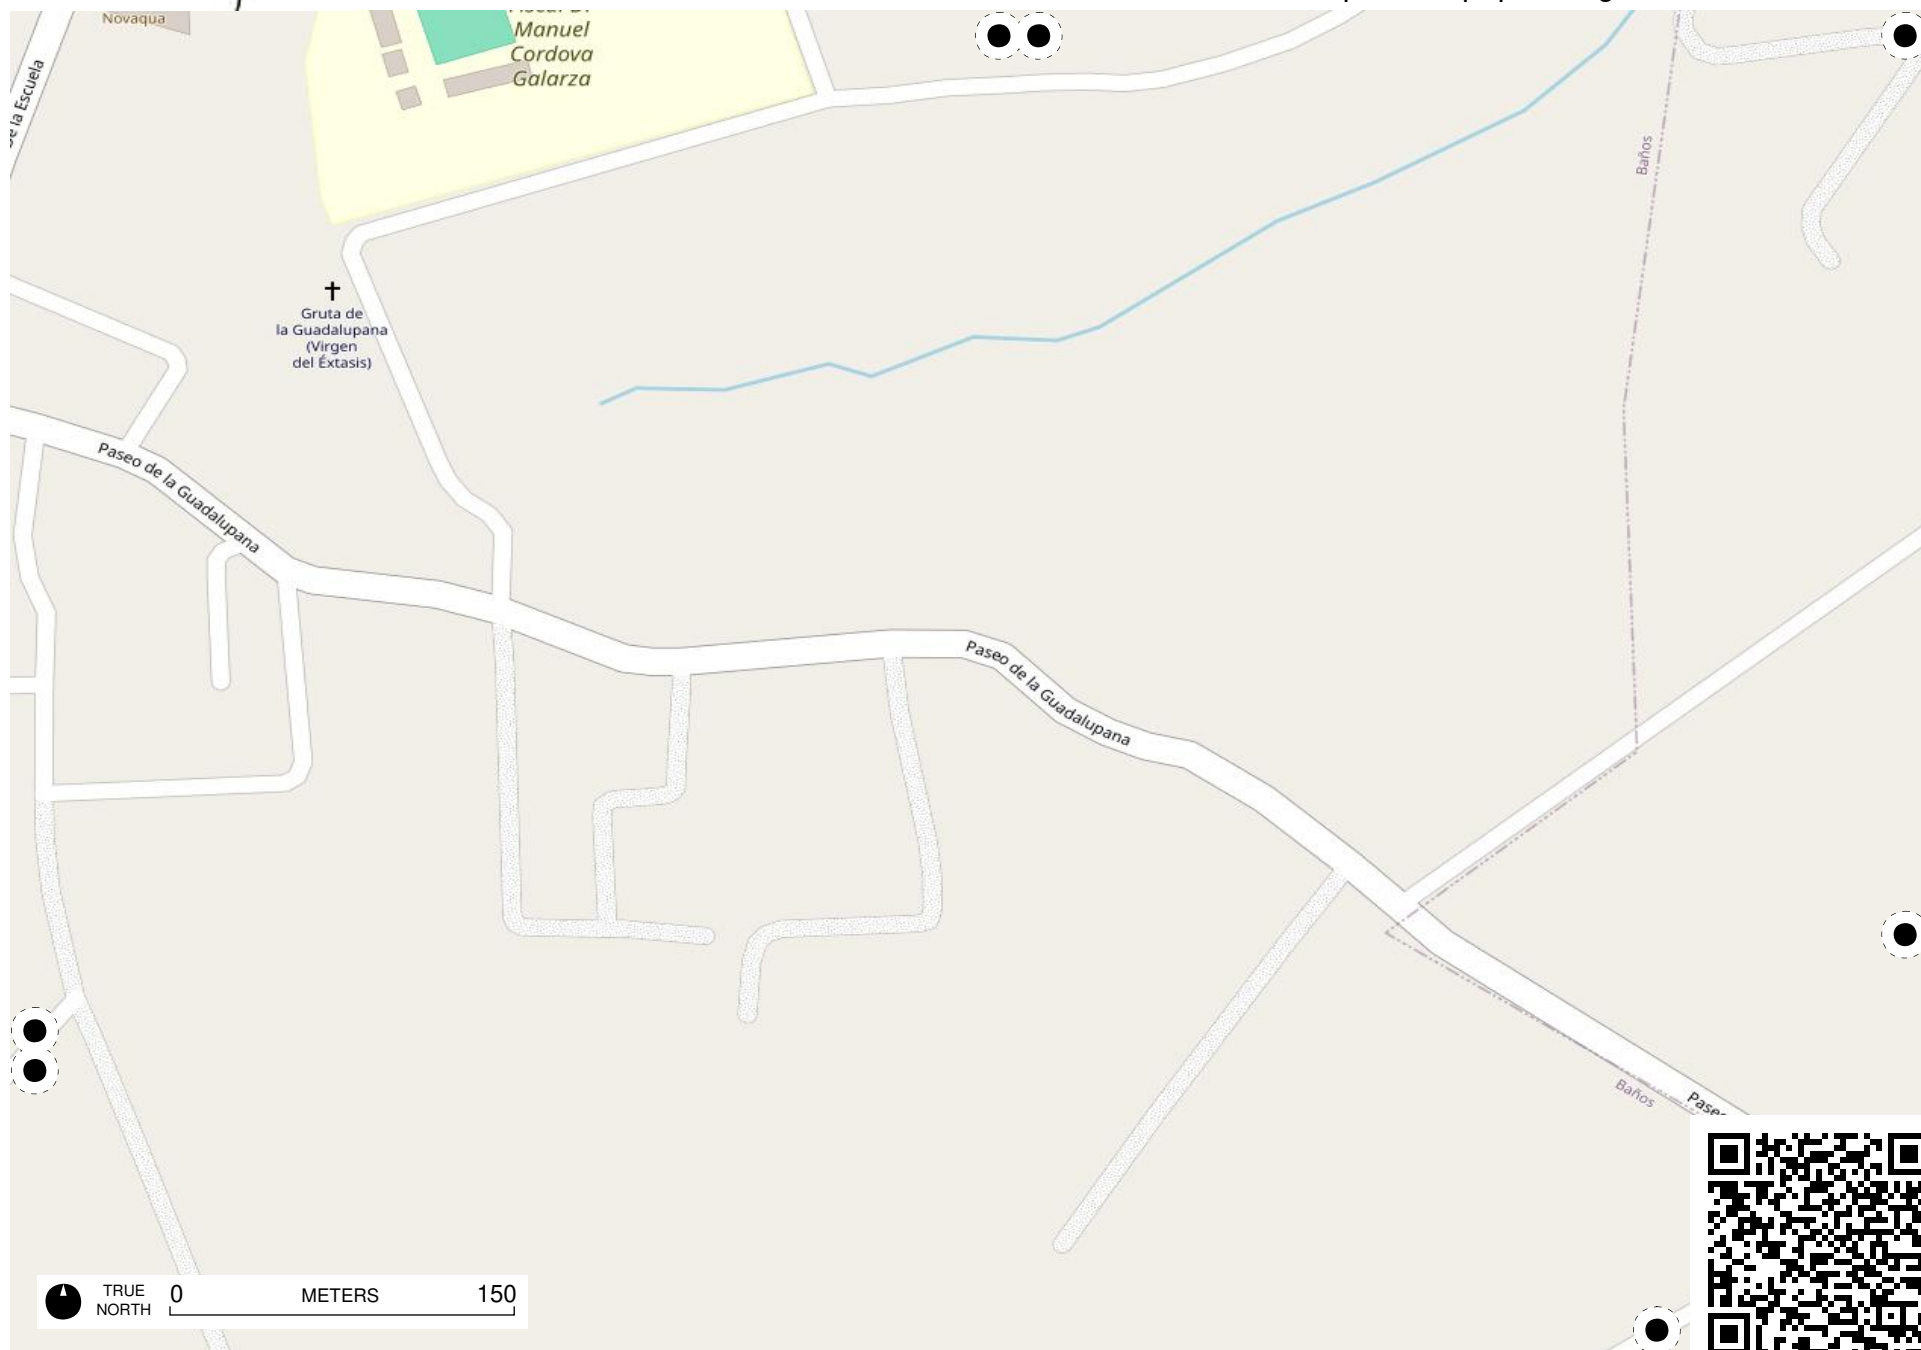 Novaqua
Manuel
Cordova
Galarza
de la Escuela
Baños
Gruta de
la Guadalupana
(Virgen
del Éxtasis)
Paseo de la Guadalupana
Paseo de la Guadalupana
Baños
Paseo
TRUE
NORTH
0 METERS 150